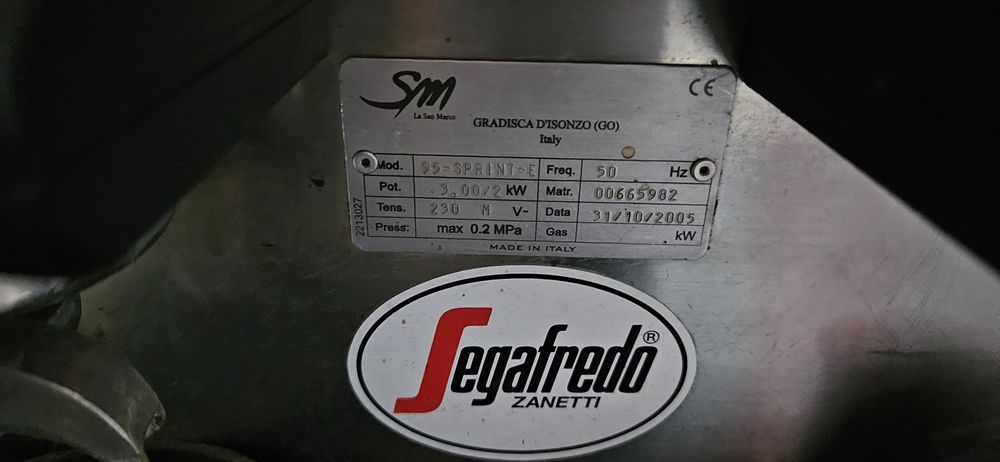 SM
La San Marco
CE
GRADISCA D'ISONZO (GO)
Italy
Mod. 95-SPRINT-E Freq. 50 Hz
Pot. 3,00/2 kW Matr. 00665982
Tens. 230 M V~ Data 31/10/2005
Press. max 0.2 MPa Gas kW
2213027
MADE IN ITALY
Segafredo®
ZANETTI